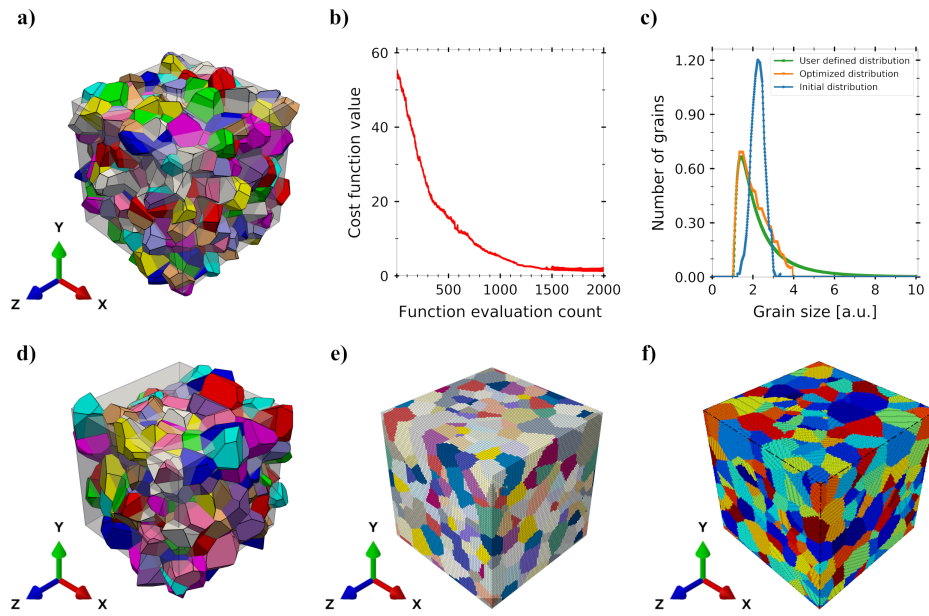 a)
b)
c)
60
40
20
0
500
1000
1500
2000
Cost function value
Function evaluation count
1.20
0.90
0.60
0.30
0.00
0
2
4
6
8
10
Number of grains
Grain size [a.u.]
User defined distribution
Optimized distribution
Initial distribution
Y
Z
X
d)
e)
f)
Y
Z
X
Y
Z
X
Y
Z
X